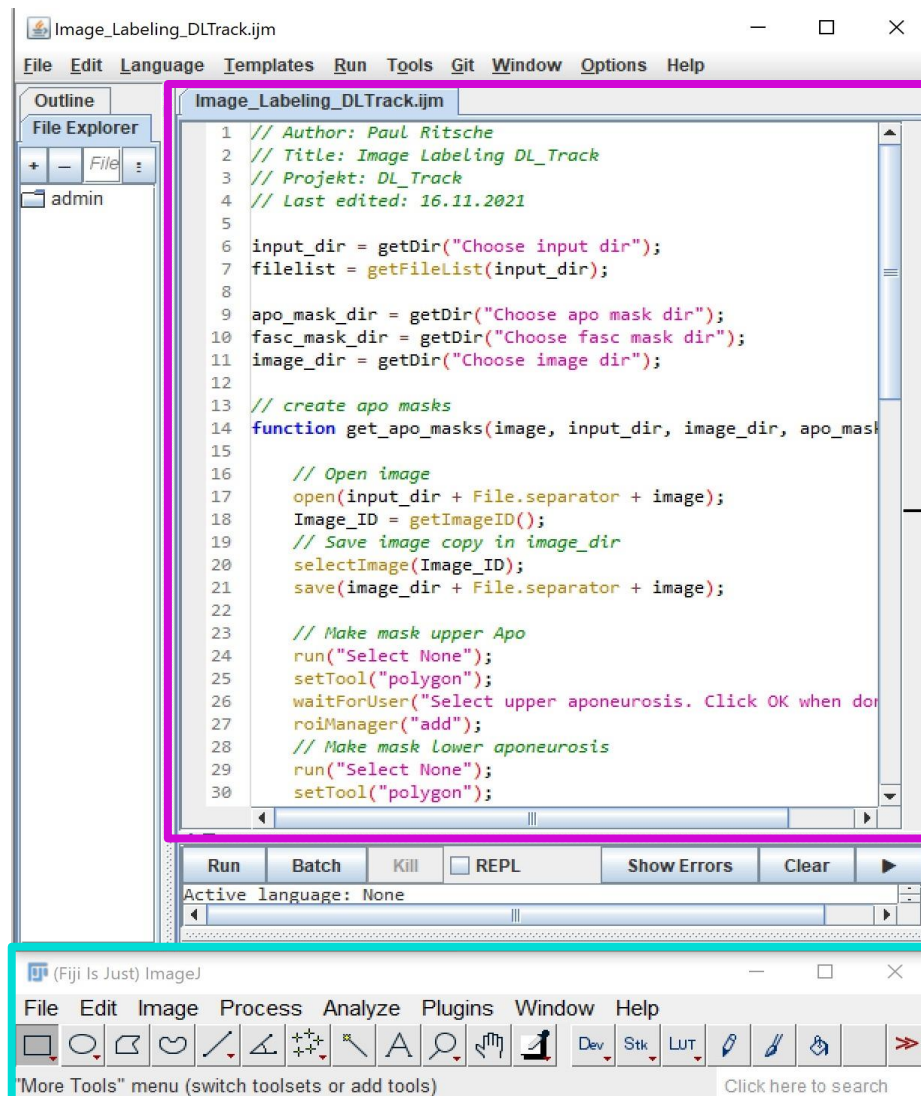 Image_Labeling_DLTrack.ijm
File Edit Language Templates Run Tools Git Window Options Help
Outline
File Explorer
+ – File ⋮
admin
Image_Labeling_DLTrack.ijm
1 // Author: Paul Ritsche
2 // Title: Image Labeling DL_Track
3 // Projekt: DL_Track
4 // Last edited: 16.11.2021
5
6 input_dir = getDir("Choose input dir");
7 filelist = getFileList(input_dir);
8
9 apo_mask_dir = getDir("Choose apo mask dir");
10 fasc_mask_dir = getDir("Choose fasc mask dir");
11 image_dir = getDir("Choose image dir");
12
13 // create apo masks
14 function get_apo_masks(image, input_dir, image_dir, apo_mask
15
16 // Open image
17 open(input_dir + File.separator + image);
18 Image_ID = getImageID();
19 // Save image copy in image_dir
20 selectImage(Image_ID);
21 save(image_dir + File.separator + image);
22
23 // Make mask upper Apo
24 run("Select None");
25 setTool("polygon");
26 waitForUser("Select upper aponeurosis. Click OK when don
27 roiManager("add");
28 // Make mask lower aponeurosis
29 run("Select None");
30 setTool("polygon");
Run Batch Kill REPL Show Errors Clear
Active language: None
(Fiji Is Just) ImageJ
File Edit Image Process Analyze Plugins Window Help
A Dev Stk LUT >>
"More Tools" menu (switch toolsets or add tools) Click here to search